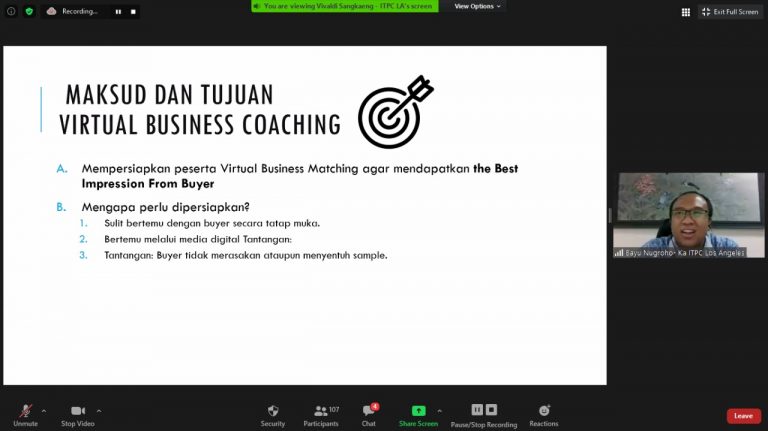 Recording...
You are viewing Vivaldi Sangkaeng - ITPC LA's screen
View Options
Exit Full Screen
MAKSUD DAN TUJUAN
VIRTUAL BUSINESS COACHING
A. Mempersiapkan peserta Virtual Business Matching agar mendapatkan the Best
Impression From Buyer
B. Mengapa perlu dipersiapkan?
1. Sulit bertemu dengan buyer secara tatap muka.
2. Bertemu melalui media digital Tantangan:
3. Tantangan: Buyer tidak merasakan ataupun menyentuh sample.
Bayu Nugroho- Ka ITPC Los Angeles
Unmute
Stop Video
Security
Participants
107
Chat
4
Share Screen
Pause/Stop Recording
Reactions
Leave